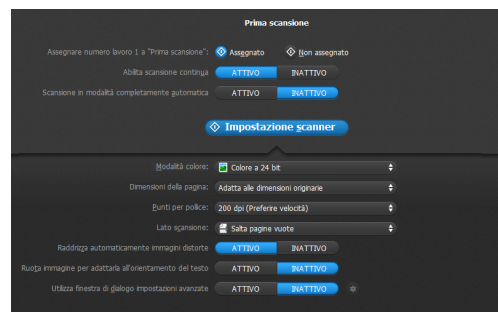 Prima scansione
Assegnare numero lavoro 1 a "Prima scansione": Assegnato Non assegnato
Abilita scansione continua ATTIVO INATTIVO
Scansione in modalità completamente automatica ATTIVO INATTIVO
Impostazione scanner
Modalità colore: Colore a 24 bit
Dimensioni della pagina: Adatta alle dimensioni originarie
Punti per pollice: 200 dpi (Preferire velocità)
Lato scansione: Salta pagine vuote
Raddrizza automaticamente immagini distorte ATTIVO INATTIVO
Ruota immagine per adattarla all'orientamento del testo ATTIVO INATTIVO
Utilizza finestra di dialogo impostazioni avanzate ATTIVO INATTIVO